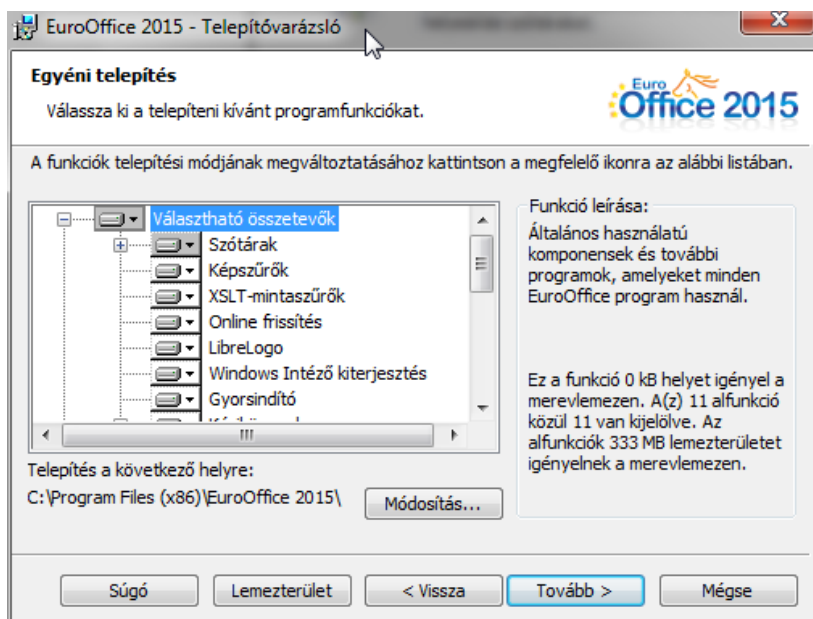 EuroOffice 2015 - Telepítővarázsló
Egyéni telepítés
Válassza ki a telepíteni kívánt programfunkciókat.
Euro
Office 2015
A funkciók telepítési módjának megváltoztatásához kattintson a megfelelő ikonra az alábbi listában.
Választható összetevők
Szótárak
Képszűrők
XSLT-mintaszűrők
Online frissítés
LibreLogo
Windows Intéző kiterjesztés
Gyorsindító
Funkció leírása:
Általános használatú
komponensek és további
programok, amelyeket minden
EuroOffice program használ.
Ez a funkció 0 kB helyet igényel a
merevlemezen. A(z) 11 alfunkció
közül 11 van kijelölve. Az
alfunkciók 333 MB lemezterületet
igényelnek a merevlemezen.
Telepítés a következő helyre:
C:\Program Files (x86)\EuroOffice 2015\
Módosítás...
Súgó
Lemezterület
< Vissza
Tovább >
Mégse